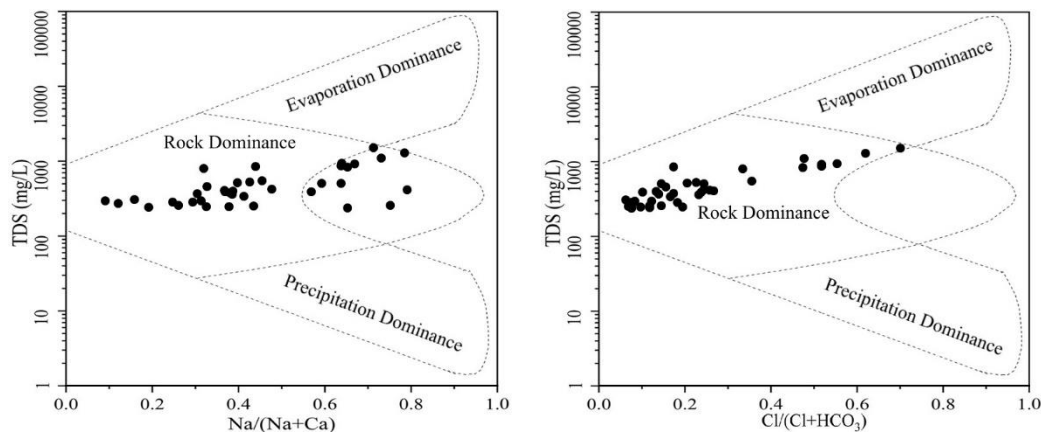 100000
10000
1000
100
10
1
TDS (mg/L)
Evaporation Dominance
Rock Dominance
Precipitation Dominance
0.0 0.2 0.4 0.6 0.8 1.0
Na/(Na+Ca)
100000
10000
1000
100
10
1
TDS (mg/L)
Evaporation Dominance
Rock Dominance
Precipitation Dominance
0.0 0.2 0.4 0.6 0.8 1.0
Cl/(Cl+HCO₃)